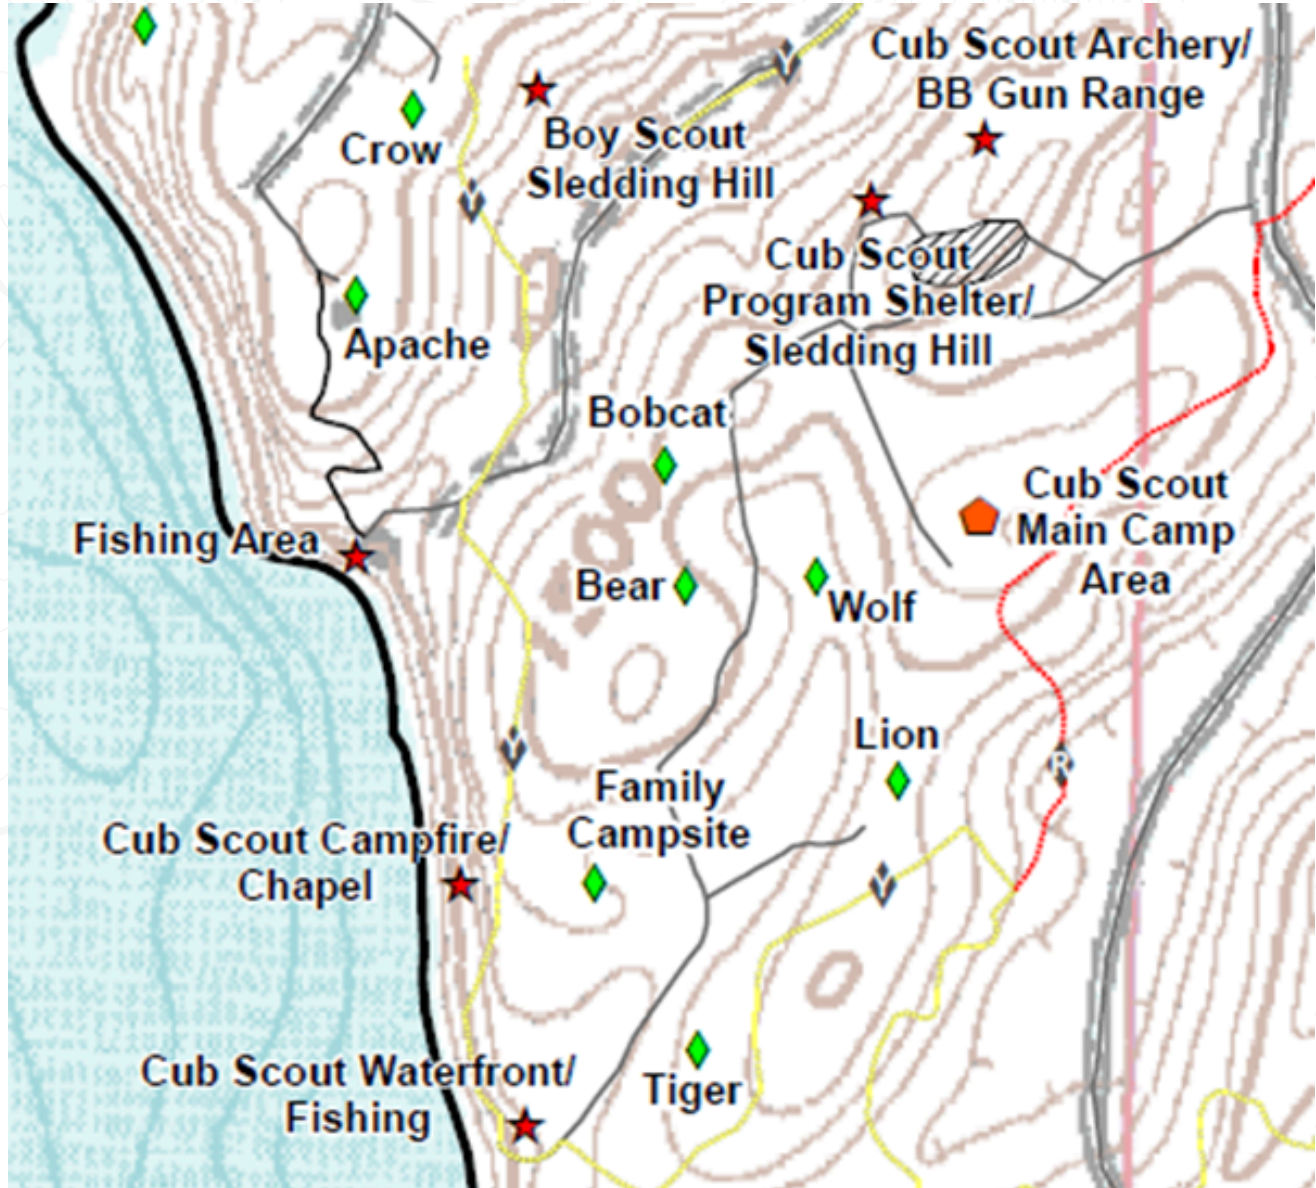 Cub Scout Archery/
BB Gun Range
Y
Crow
Boy Scout
Sledding Hill
Y
Cub Scout
Program Shelter/
Sledding Hill
Apache
Bobcat
Cub Scout
Main Camp
Area
Fishing Area
1200
Bear
Wolf
Y
Lion
R
Family
Campsite
Cub Scout Campfire/
Chapel
Y
Cub Scout Waterfront/
Fishing
Tiger